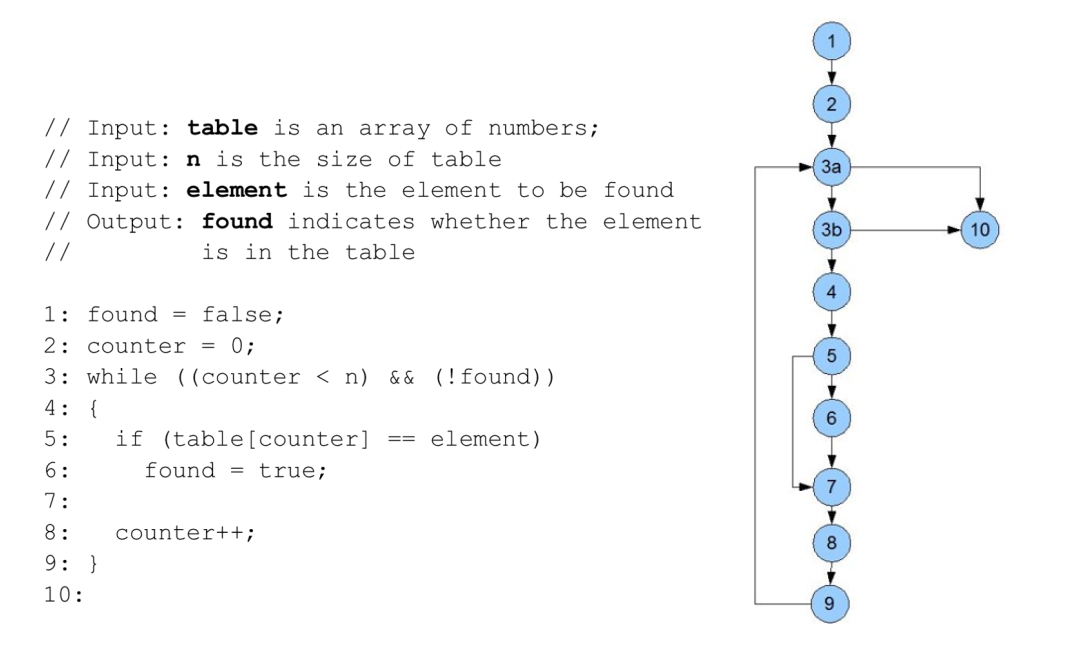 // Input: table is an array of numbers;
// Input: n is the size of table
// Input: element is the element to be found
// Output: found indicates whether the element
//         is in the table
1: found = false;
2: counter = 0;
3: while ((counter < n) && (!found))
4: {
5:   if (table[counter] == element)
6:     found = true;
7:
8:   counter++;
9: }
10:
1
2
3a
3b
10
4
5
6
7
8
9